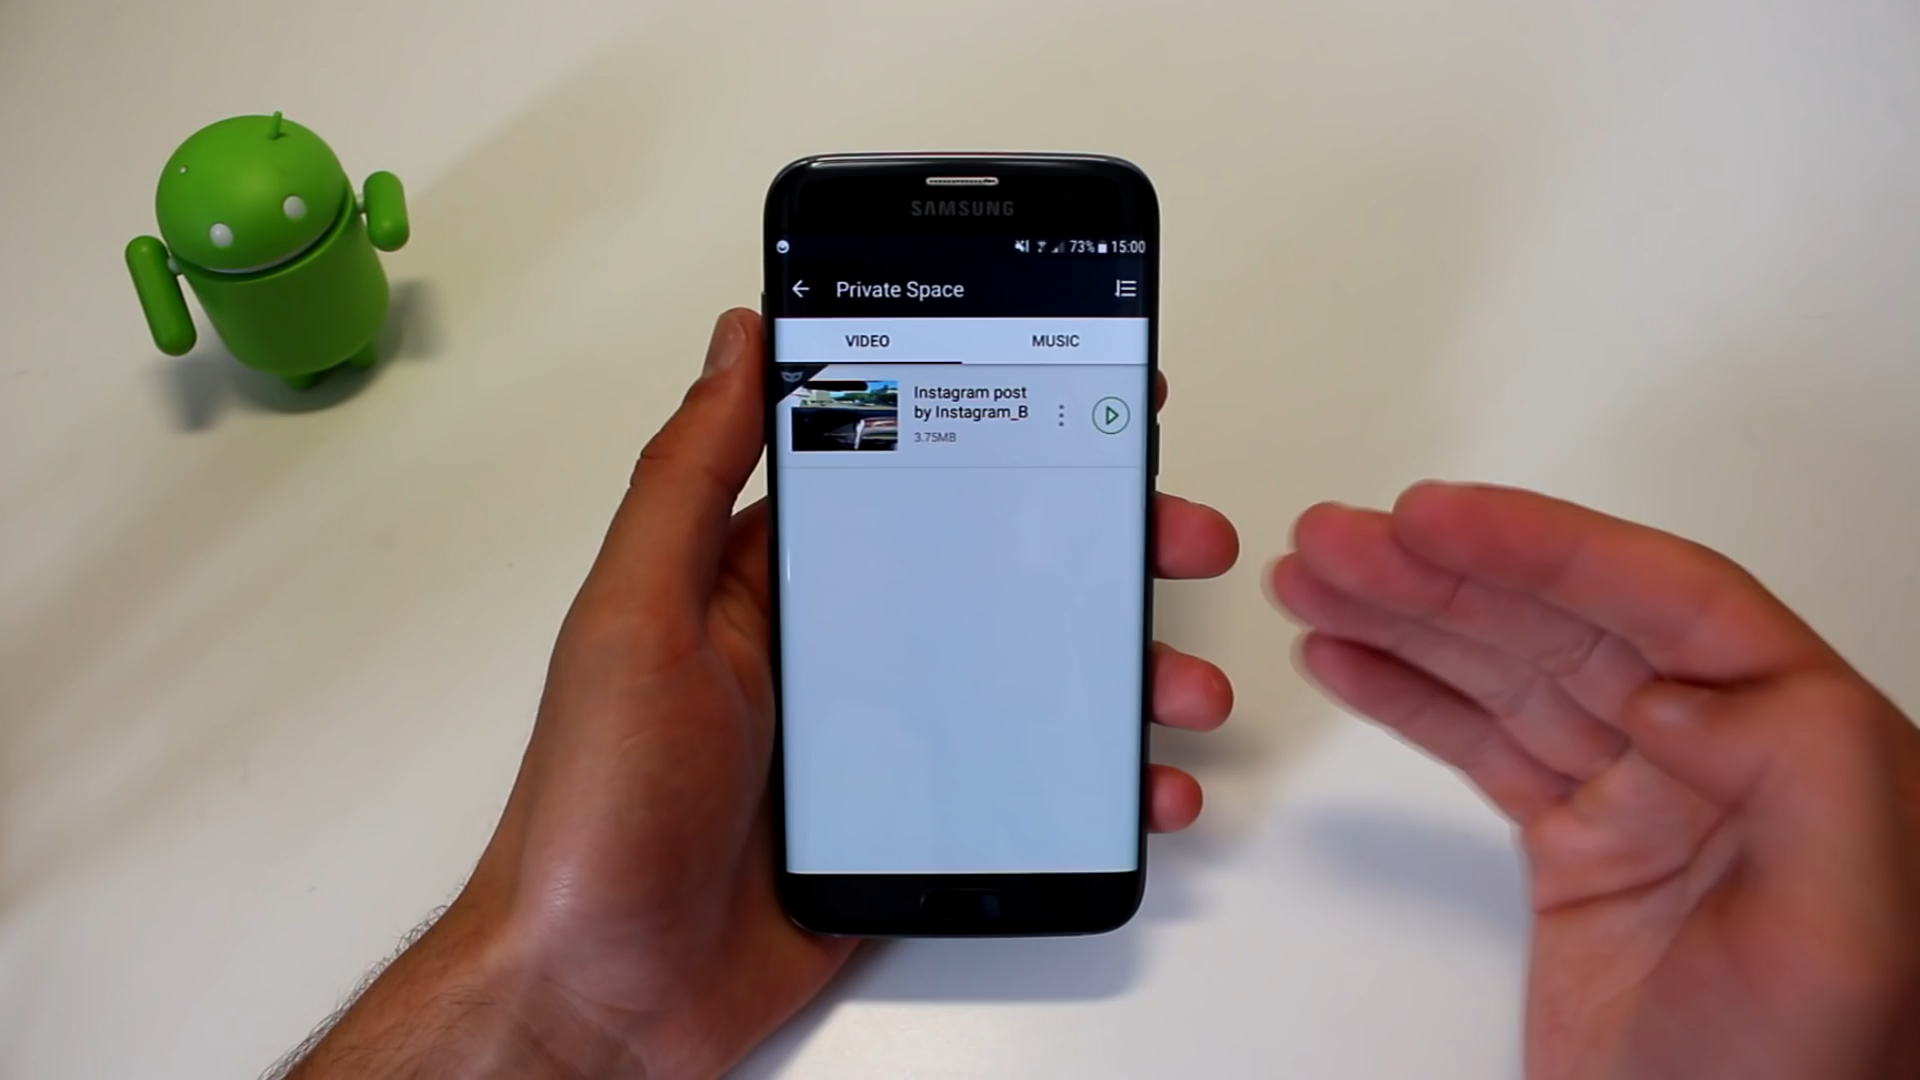 SAMSUNG
73% 15:00
Private Space
VIDEO MUSIC
Instagram post
by Instagram_B
3.75MB